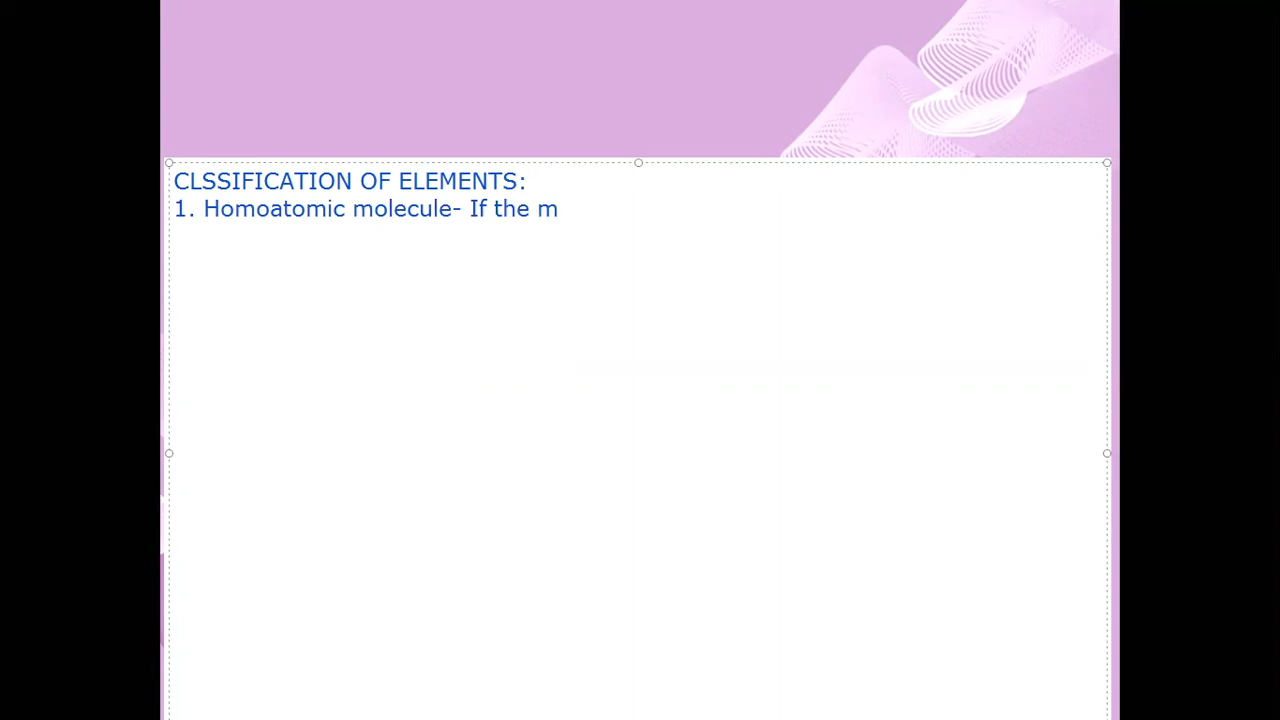 CLSSIFICATION OF ELEMENTS:
1. Homoatomic molecule- If the m